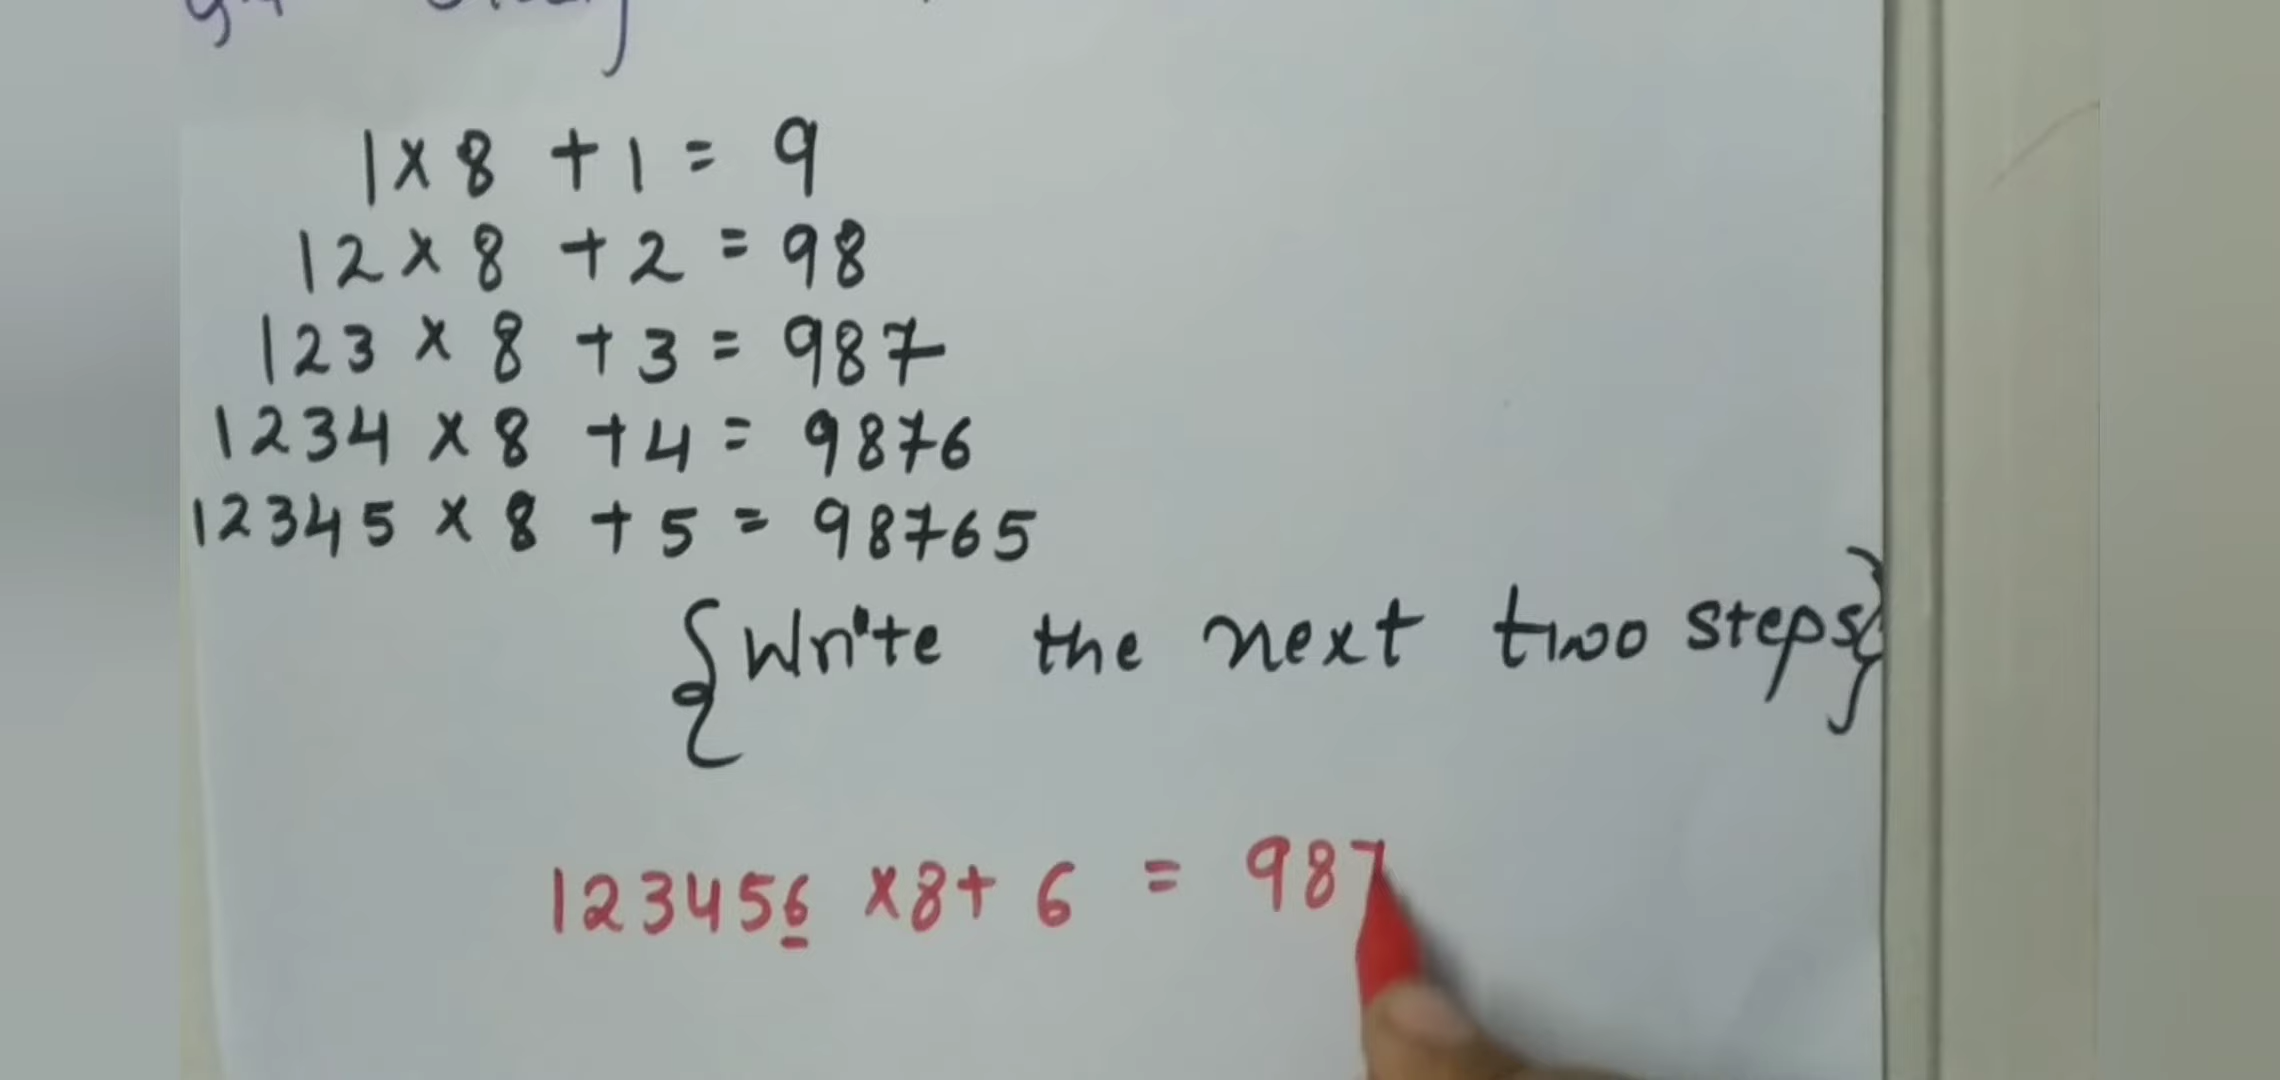 1 × 8 + 1 = 9
12 × 8 + 2 = 98
123 × 8 + 3 = 987
1234 × 8 + 4 = 9876
12345 × 8 + 5 = 98765
{Write the next two steps}
123456 ×8+ 6 = 987